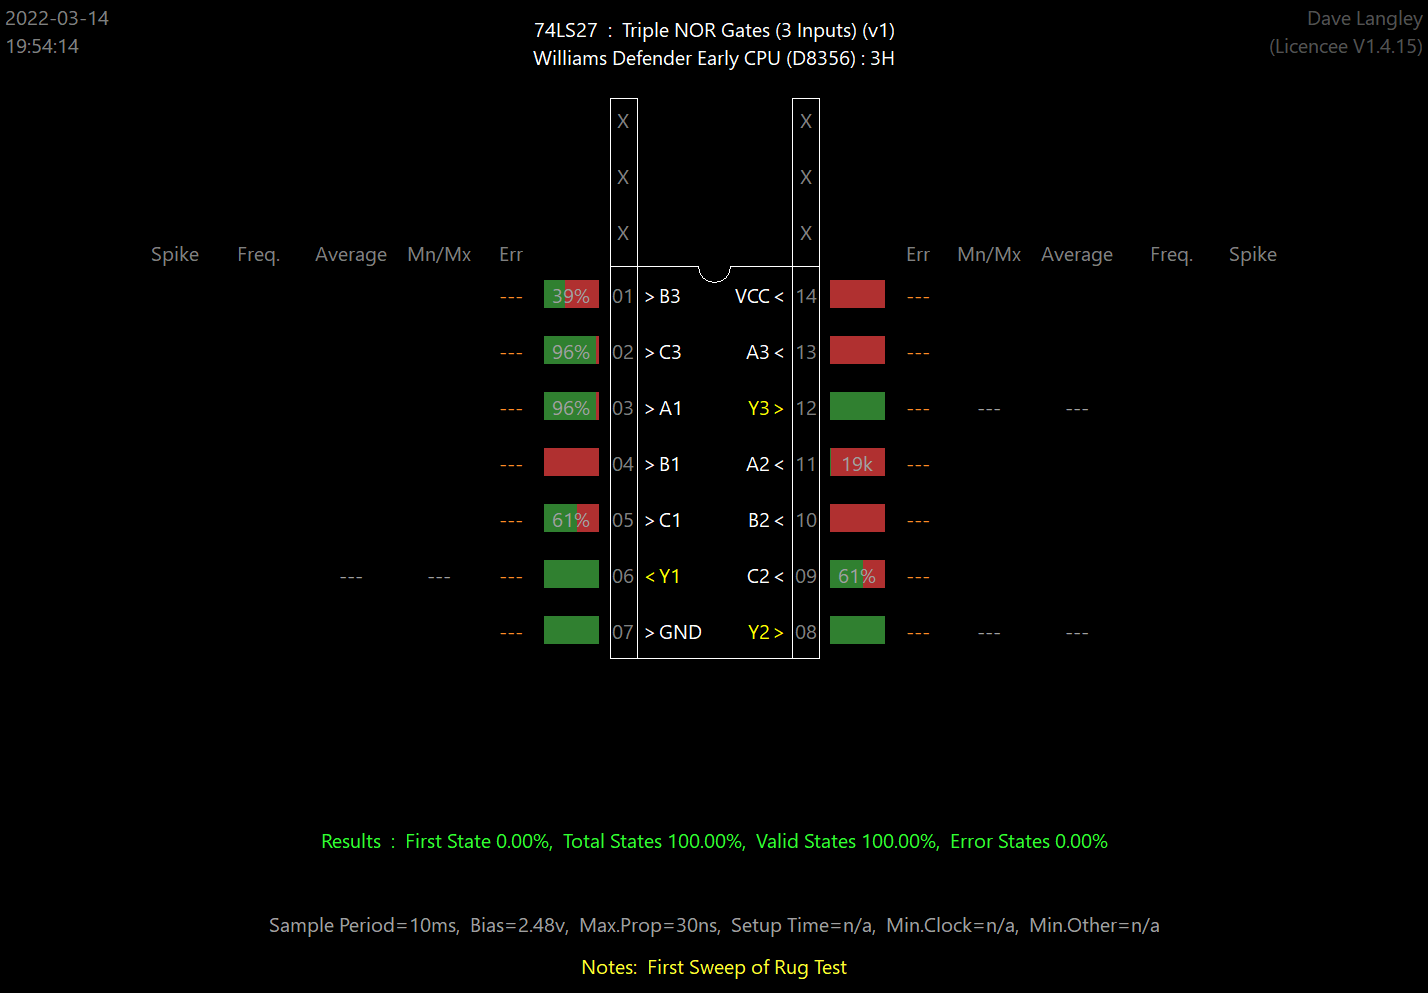 2022-03-14
19:54:14
74LS27 : Triple NOR Gates (3 Inputs) (v1)
Williams Defender Early CPU (D8356) : 3H
Dave Langley
(Licencee V1.4.15)
X X
X X
X X
Spike Freq. Average Mn/Mx Err Err Mn/Mx Average Freq. Spike
--- 39% 01 > B3 VCC < 14 ---
--- 96% 02 > C3 A3 < 13 ---
--- 96% 03 > A1 Y3 > 12 --- --- ---
--- 04 > B1 A2 < 11 19k ---
--- 61% 05 > C1 B2 < 10 ---
--- --- --- 06 < Y1 C2 < 09 61% ---
--- 07 > GND Y2 > 08 --- --- ---
Results : First State 0.00%, Total States 100.00%, Valid States 100.00%, Error States 0.00%
Sample Period=10ms, Bias=2.48v, Max.Prop=30ns, Setup Time=n/a, Min.Clock=n/a, Min.Other=n/a
Notes: First Sweep of Rug Test